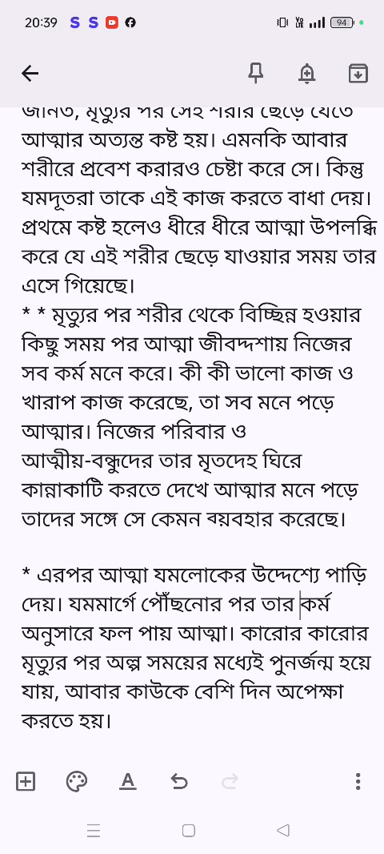 20:39
94
জানত, মৃত্যুর পর সেই শরীর ছেড়ে যেতে
আত্মার অত্যন্ত কষ্ট হয়। এমনকি আবার
শরীরে প্রবেশ করারও চেষ্টা করে সে। কিন্তু
যমদূতরা তাকে এই কাজ করতে বাধা দেয়।
প্রথমে কষ্ট হলেও ধীরে ধীরে আত্মা উপলব্ধি
করে যে এই শরীর ছেড়ে যাওয়ার সময় তার
এসে গিয়েছে।
* * মৃত্যুর পর শরীর থেকে বিচ্ছিন্ন হওয়ার
কিছু সময় পর আত্মা জীবদ্দশায় নিজের
সব কর্ম মনে করে। কী কী ভালো কাজ ও
খারাপ কাজ করেছে, তা সব মনে পড়ে
আত্মার। নিজের পরিবার ও
আত্মীয়-বন্ধুদের তার মৃতদেহ ঘিরে
কান্নাকাটি করতে দেখে আত্মার মনে পড়ে
তাদের সঙ্গে সে কেমন ব্যবহার করেছে।
* এরপর আত্মা যমলোকের উদ্দেশ্যে পাড়ি
দেয়। যমমার্গে পৌঁছনোর পর তার কর্ম
অনুসারে ফল পায় আত্মা। কারোর কারোর
মৃত্যুর পর অল্প সময়ের মধ্যেই পুনর্জন্ম হয়ে
যায়, আবার কাউকে বেশি দিন অপেক্ষা
করতে হয়।